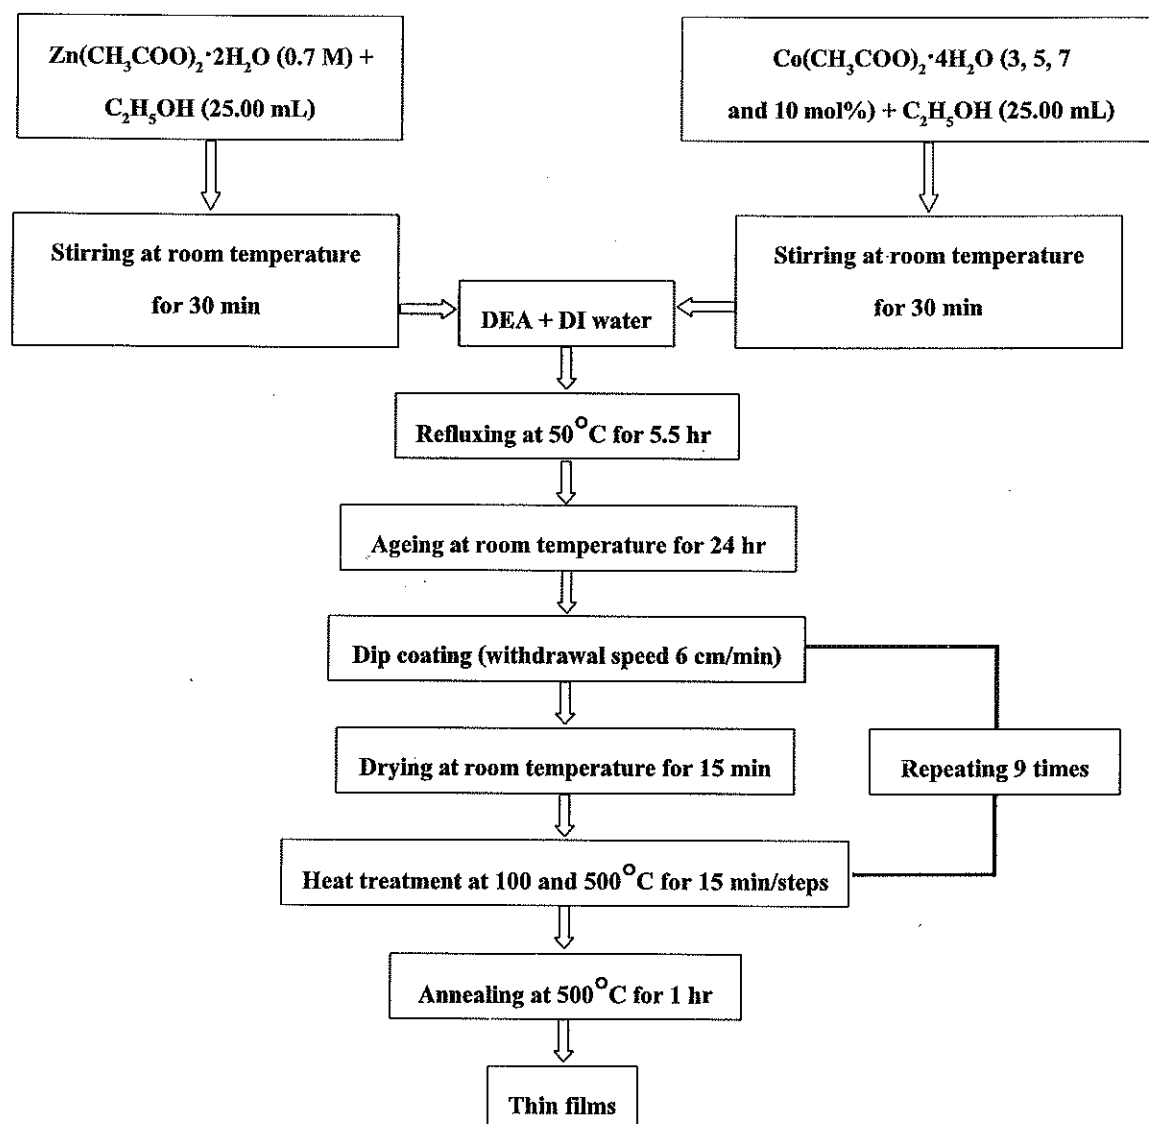 Zn(CH₃COO)₂·2H₂O (0.7 M) +
C₂H₅OH (25.00 mL)
Co(CH₃COO)₂·4H₂O (3, 5, 7
and 10 mol%) + C₂H₅OH (25.00 mL)
Stirring at room temperature
for 30 min
Stirring at room temperature
for 30 min
DEA + DI water
Refluxing at 50°C for 5.5 hr
Ageing at room temperature for 24 hr
Dip coating (withdrawal speed 6 cm/min)
Drying at room temperature for 15 min
Repeating 9 times
Heat treatment at 100 and 500°C for 15 min/steps
Annealing at 500°C for 1 hr
Thin films